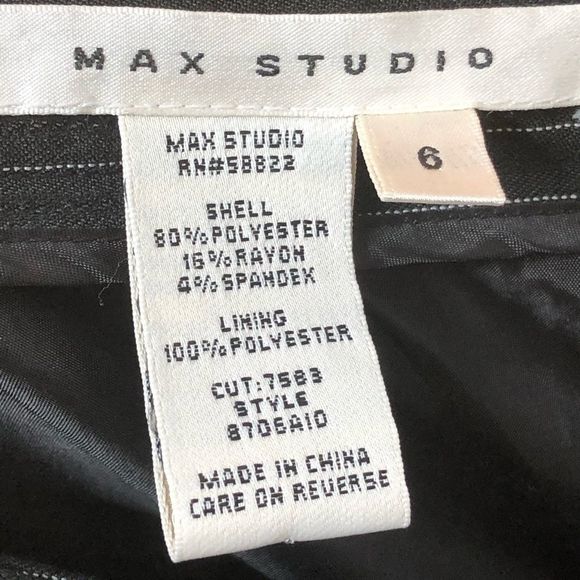 MAX STUDIO
MAX STUDIO
RN#58822
6
SHELL
80%POLYESTER
16%RAYON
4%SPANDEX
LINING
100%POLYESTER
CUT:7583
STYLE
8706A10
MADE IN CHINA
CARE ON REVERSE